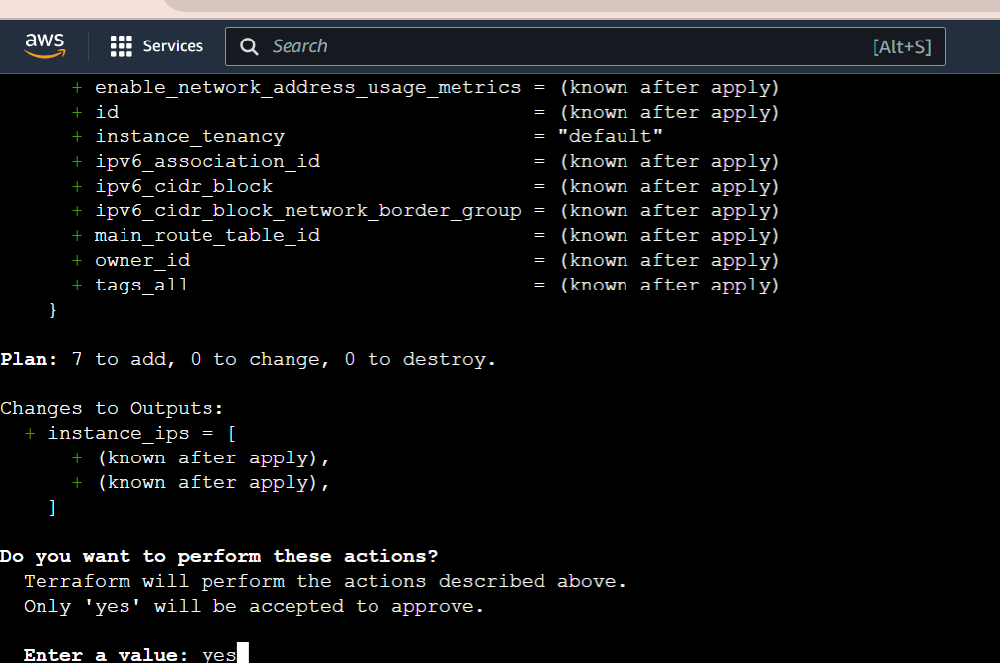 aws Services Search [Alt+S]
+ enable_network_address_usage_metrics = (known after apply)
+ id = (known after apply)
+ instance_tenancy = "default"
+ ipv6_association_id = (known after apply)
+ ipv6_cidr_block = (known after apply)
+ ipv6_cidr_block_network_border_group = (known after apply)
+ main_route_table_id = (known after apply)
+ owner_id = (known after apply)
+ tags_all = (known after apply)
}
Plan: 7 to add, 0 to change, 0 to destroy.
Changes to Outputs:
+ instance_ips = [
+ (known after apply),
+ (known after apply),
]
Do you want to perform these actions?
Terraform will perform the actions described above.
Only 'yes' will be accepted to approve.
Enter a value: yes